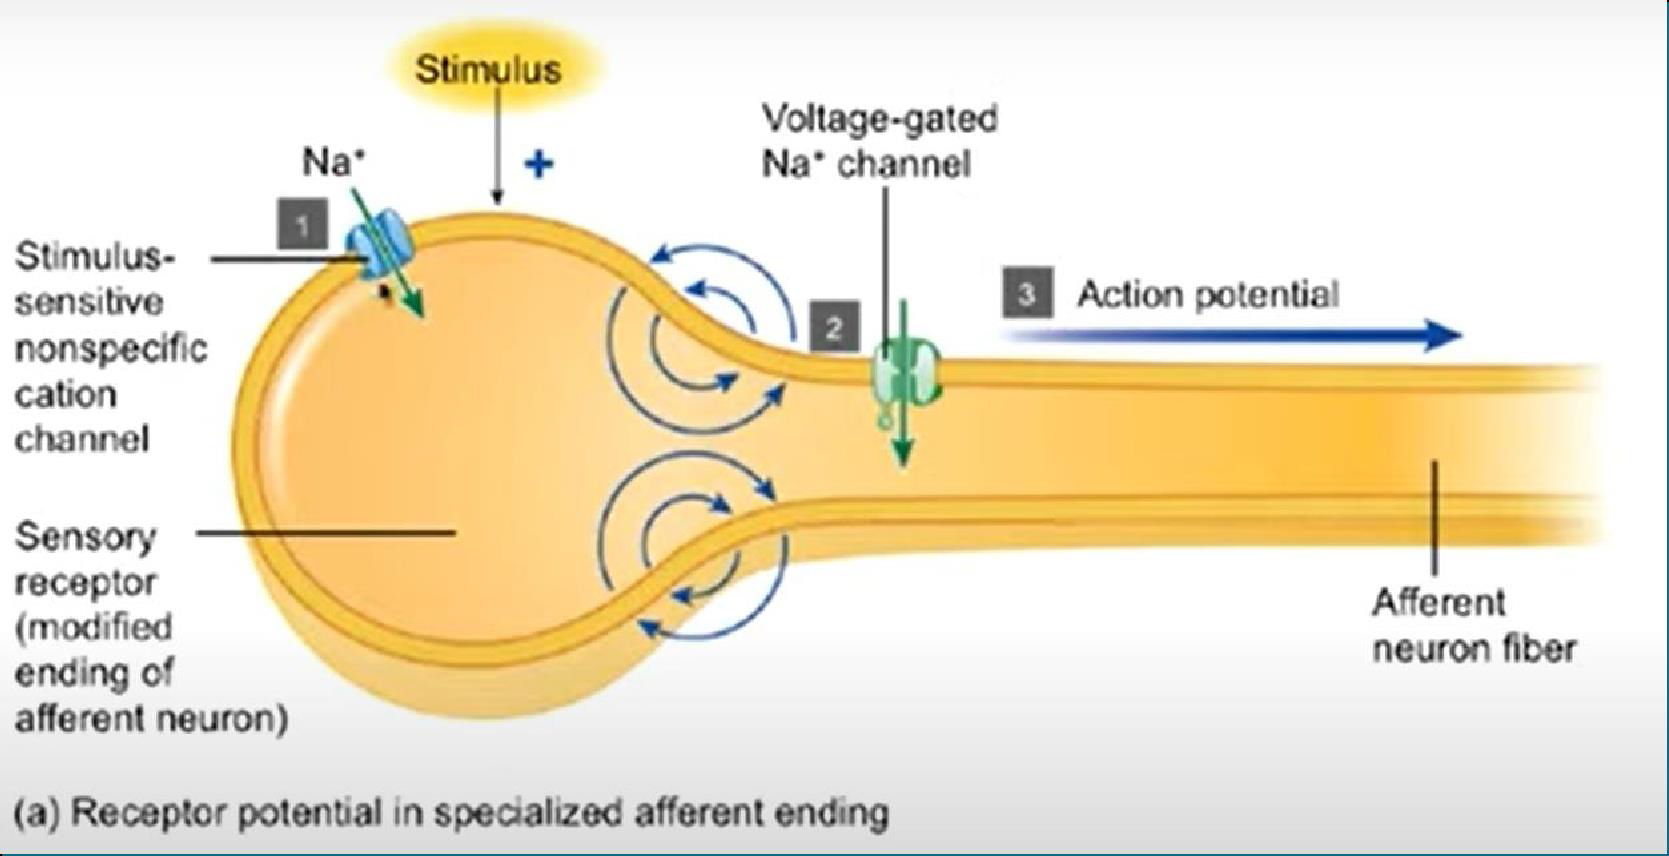 Stimulus
Na⁺
+
Voltage-gated
Na⁺ channel
1
Stimulus-
sensitive
nonspecific
cation
channel
2
3
Action potential
Sensory
receptor
(modified
ending of
afferent neuron)
Afferent
neuron fiber
(a) Receptor potential in specialized afferent ending